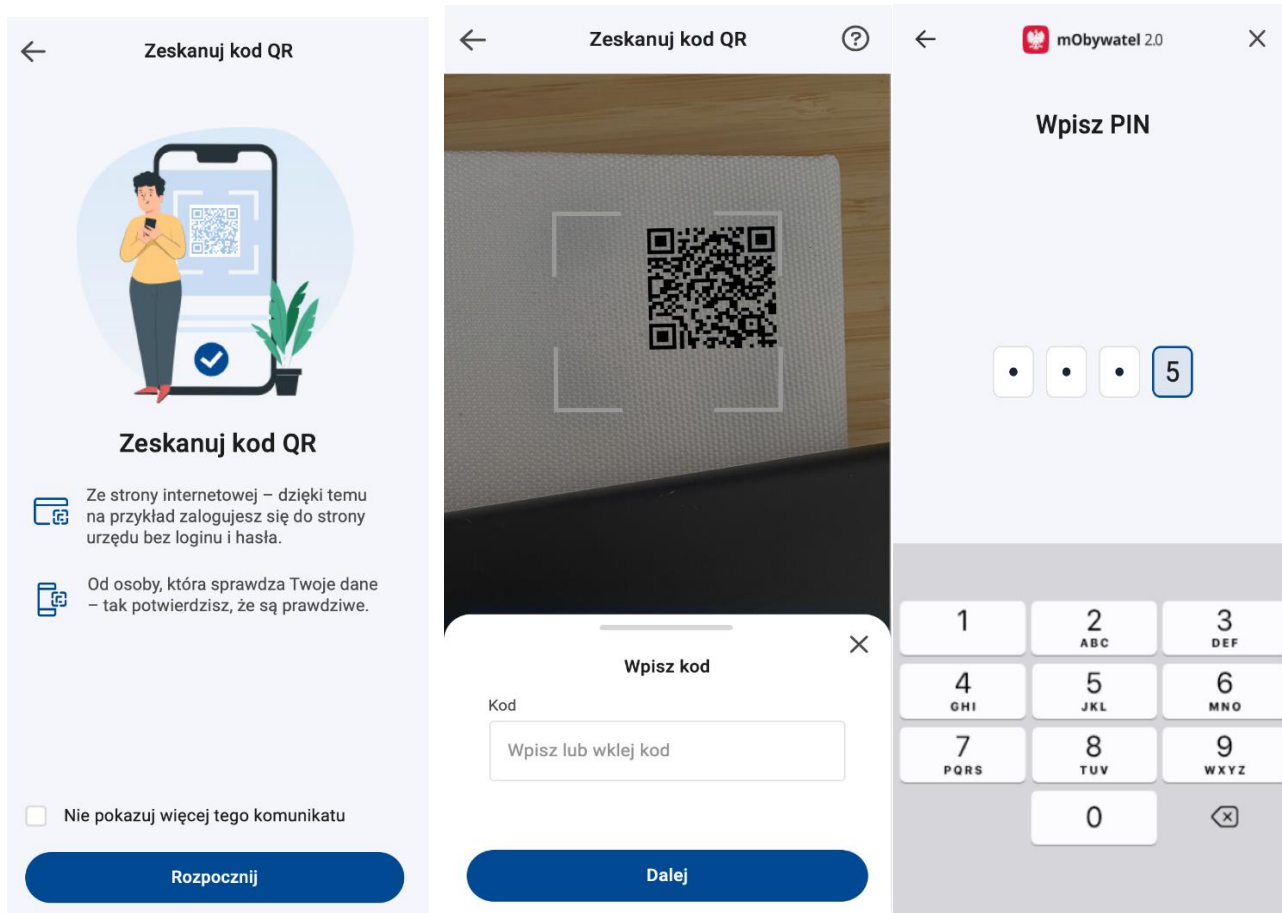 Zeskanuj kod QR
Zeskanuj kod QR
Ze strony internetowej – dzięki temu
na przykład zalogujesz się do strony
urzędu bez loginu i hasła.
Od osoby, która sprawdza Twoje dane
– tak potwierdzisz, że są prawdziwe.
Nie pokazuj więcej tego komunikatu
Rozpocznij
Zeskanuj kod QR
?
Wpisz kod
Kod
Wpisz lub wklej kod
Dalej
mObywatel 2.0
Wpisz PIN
• • • 5
1 2 3
ABC DEF
4 5 6
GHI JKL MNO
7 8 9
PQRS TUV WXYZ
0